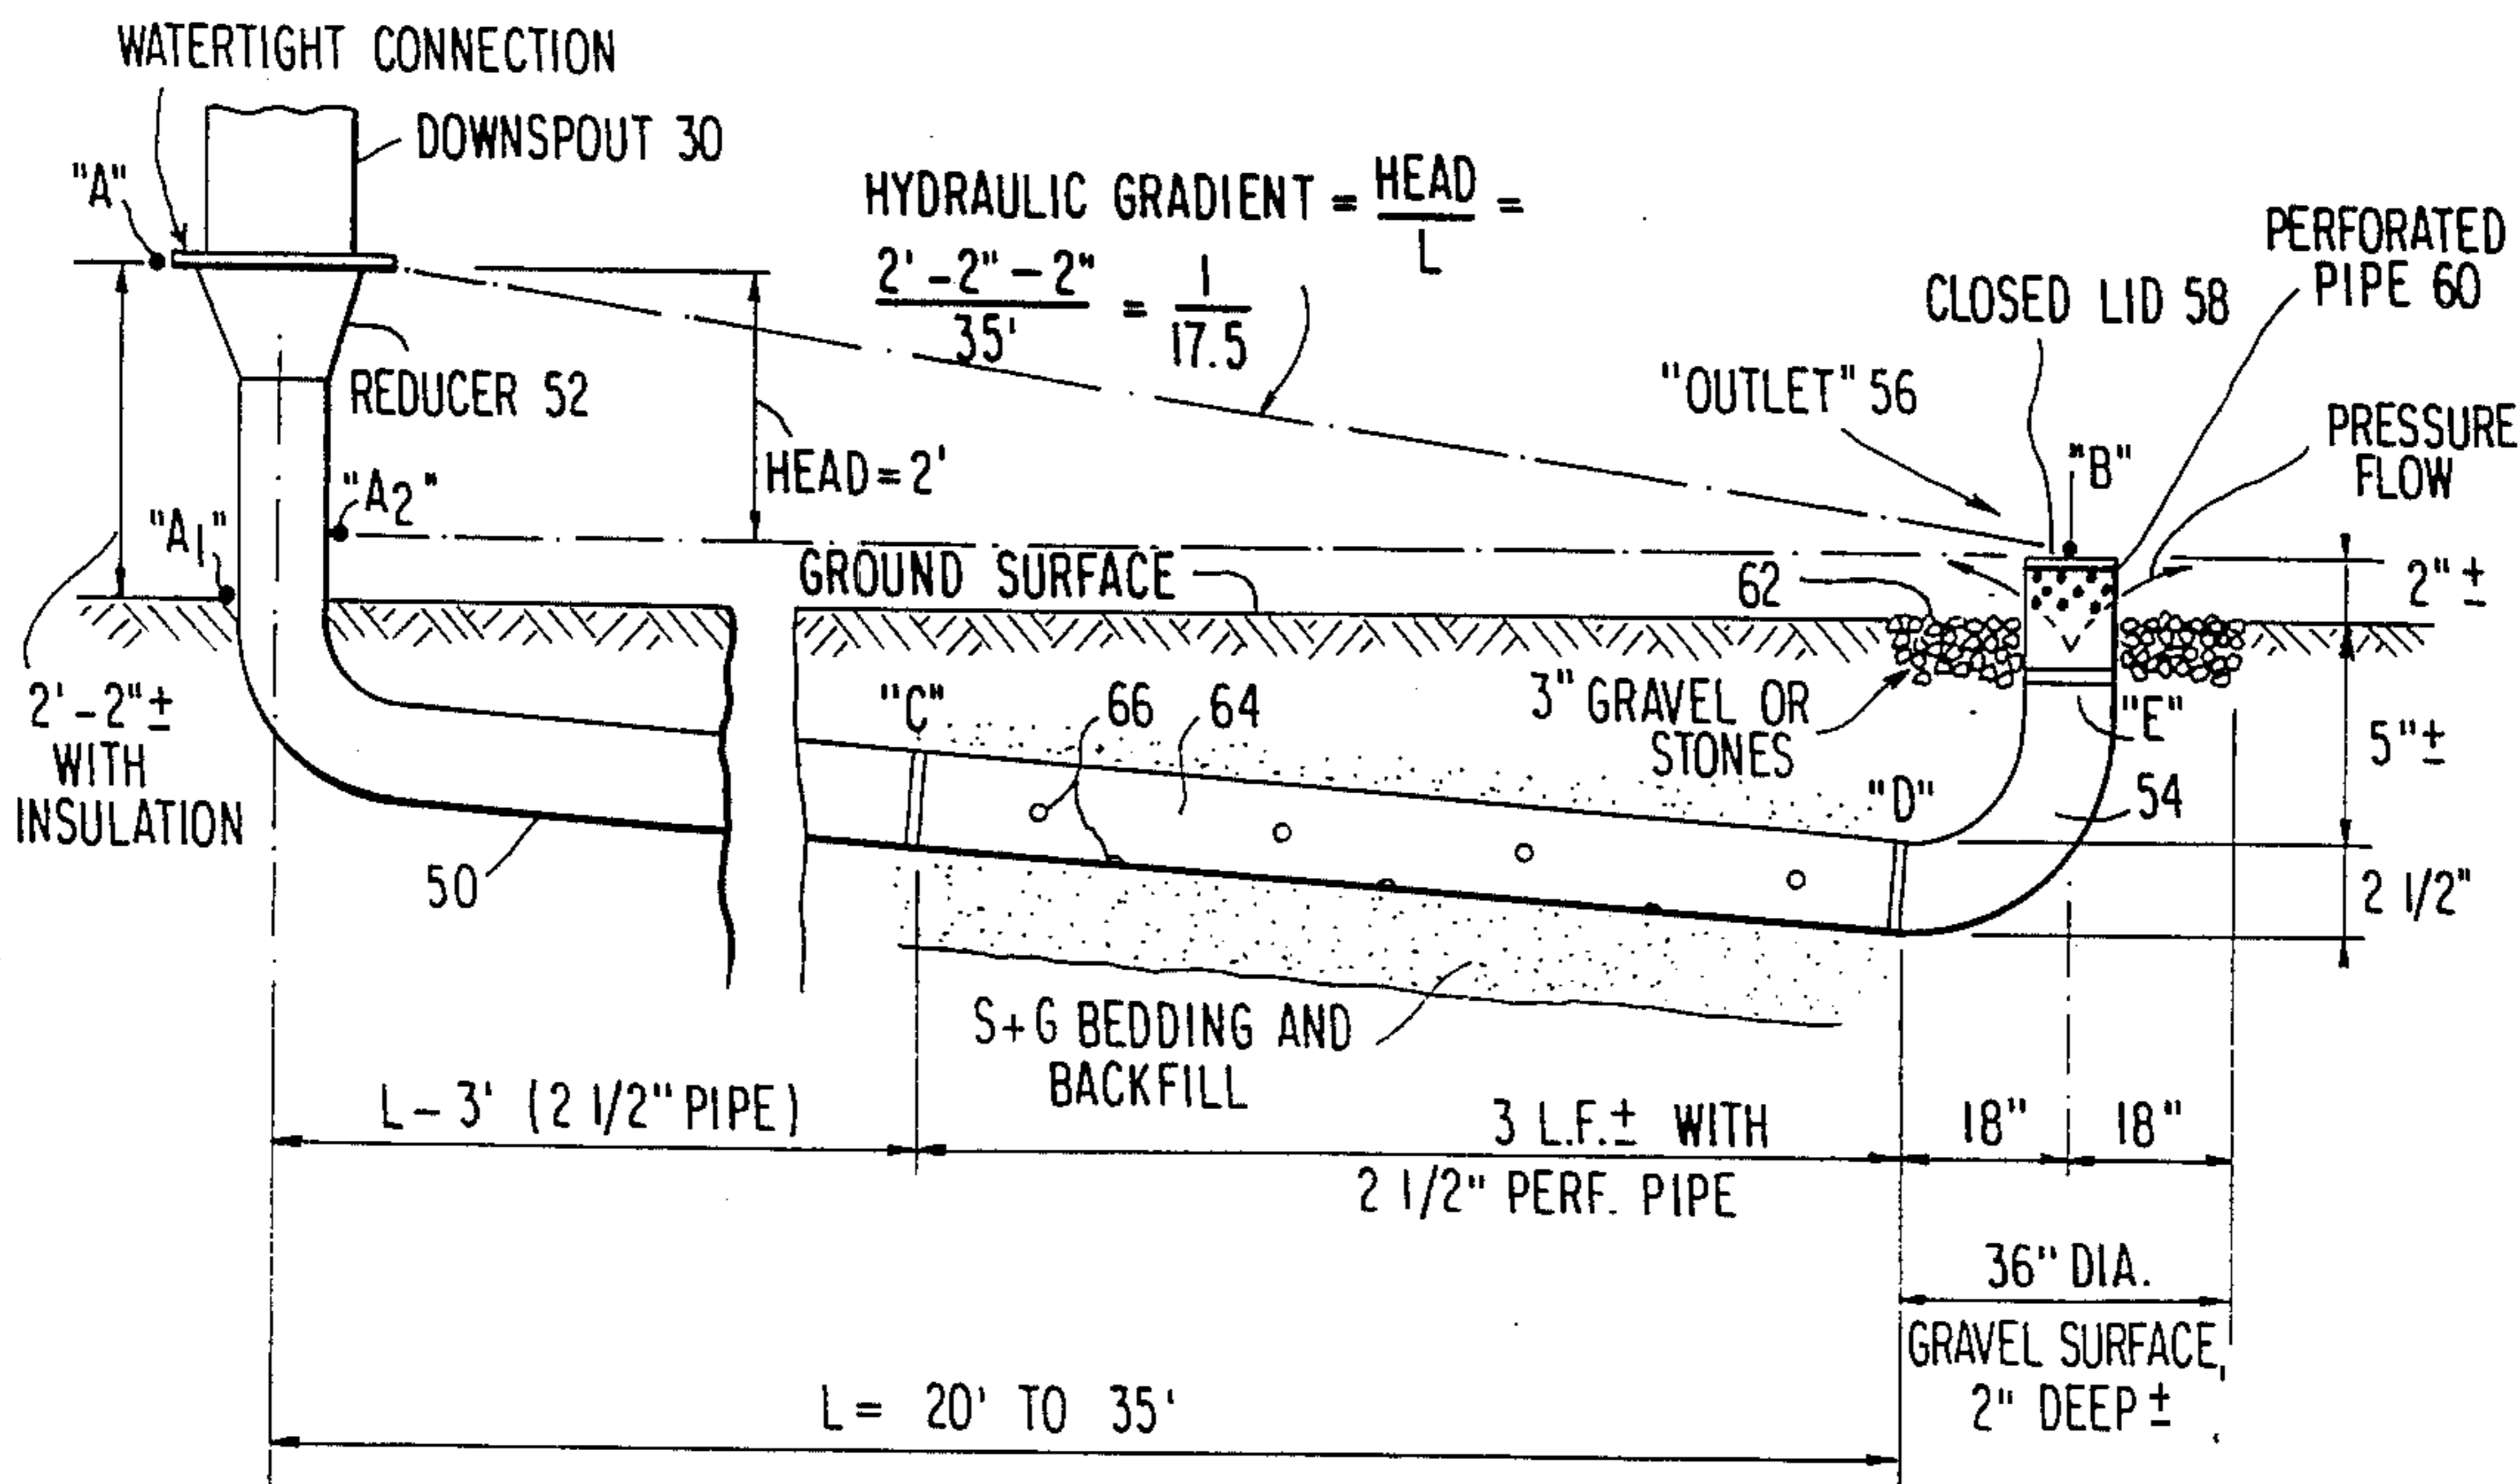 WATERTIGHT CONNECTION
DOWNSPOUT 30
"A"
HYDRAULIC GRADIENT = HEAD / L =
2'-2"-2" / 35' = 1 / 17.5
PERFORATED
PIPE 60
CLOSED LID 58
REDUCER 52
"OUTLET" 56
PRESSURE
FLOW
"B"
HEAD = 2'
"A2"
"A1"
GROUND SURFACE
62
2" ±
2'-2" ±
WITH
INSULATION
"C"
66
64
3" GRAVEL OR
STONES
"E"
5" ±
"D"
54
50
2 1/2"
S+G BEDDING AND
BACKFILL
L-3' (2 1/2" PIPE)
3 L.F. ± WITH
2 1/2" PERF. PIPE
18"
18"
36" DIA.
GRAVEL SURFACE,
2" DEEP ±
L = 20' TO 35'